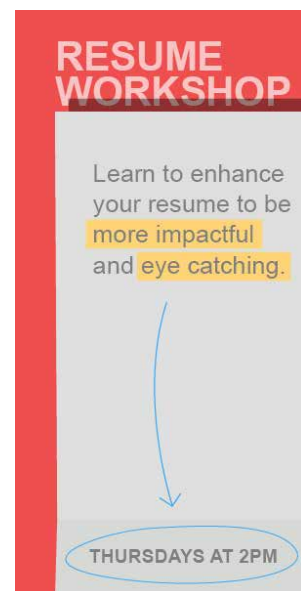 RESUME
WORKSHOP
Learn to enhance
your resume to be
more impactful
and eye catching.
THURSDAYS AT 2PM